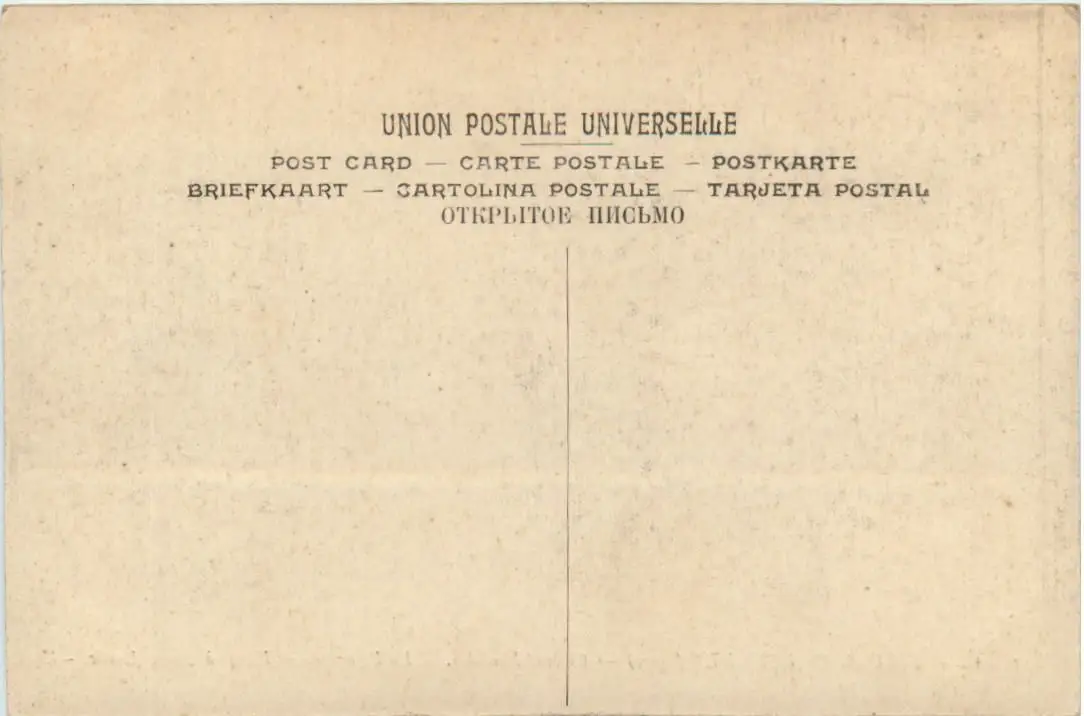 UNION POSTALE UNIVERSELLE
POST CARD — CARTE POSTALE — POSTKARTE
BRIEFKAART — CARTOLINA POSTALE — TARJETA POSTAL
ОТКРЫТОЕ ПИСЬМО